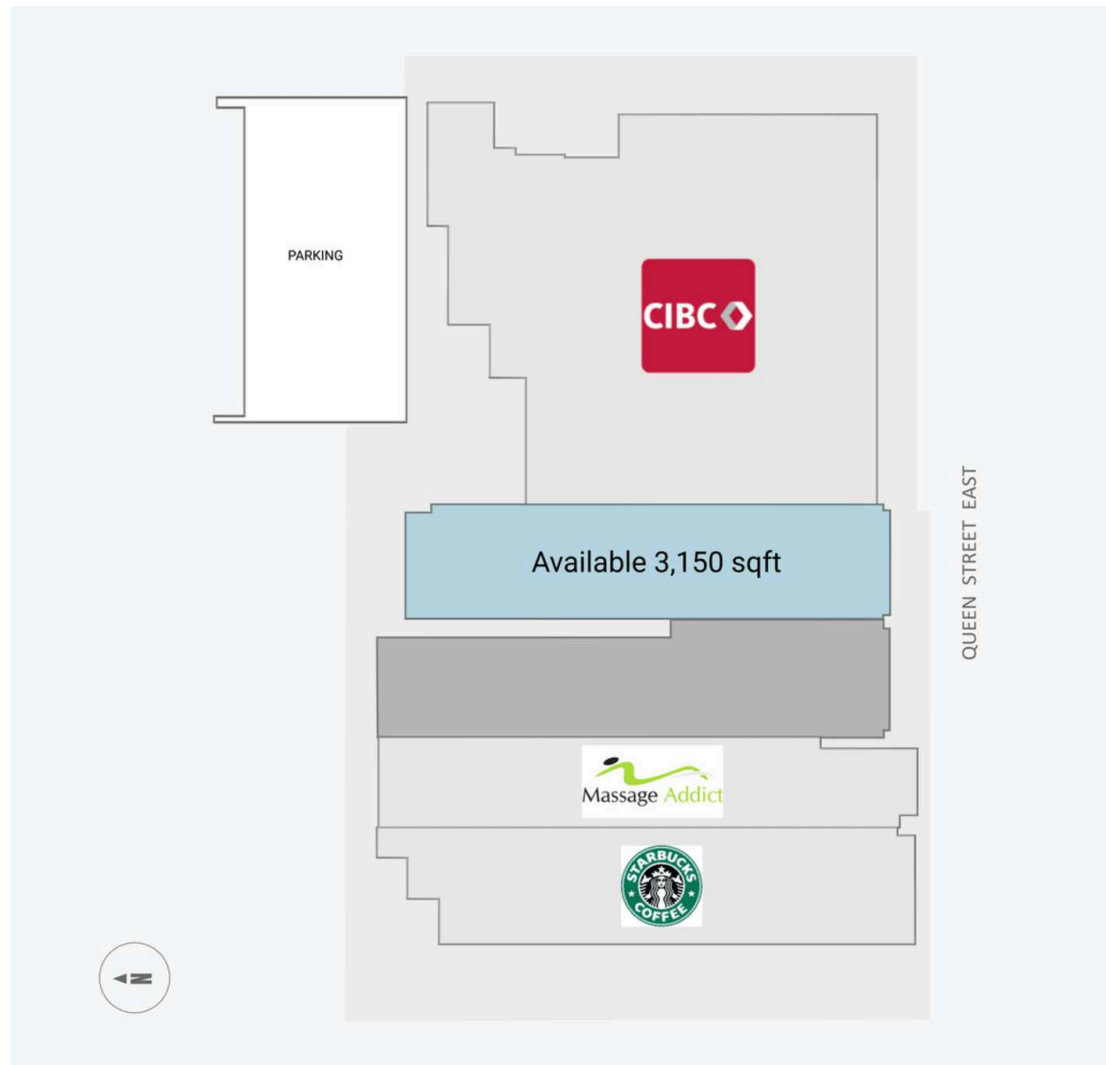 PARKING
CIBC
Available 3,150 sqft
QUEEN STREET EAST
Massage Addict
STARBUCKS
COFFEE
N